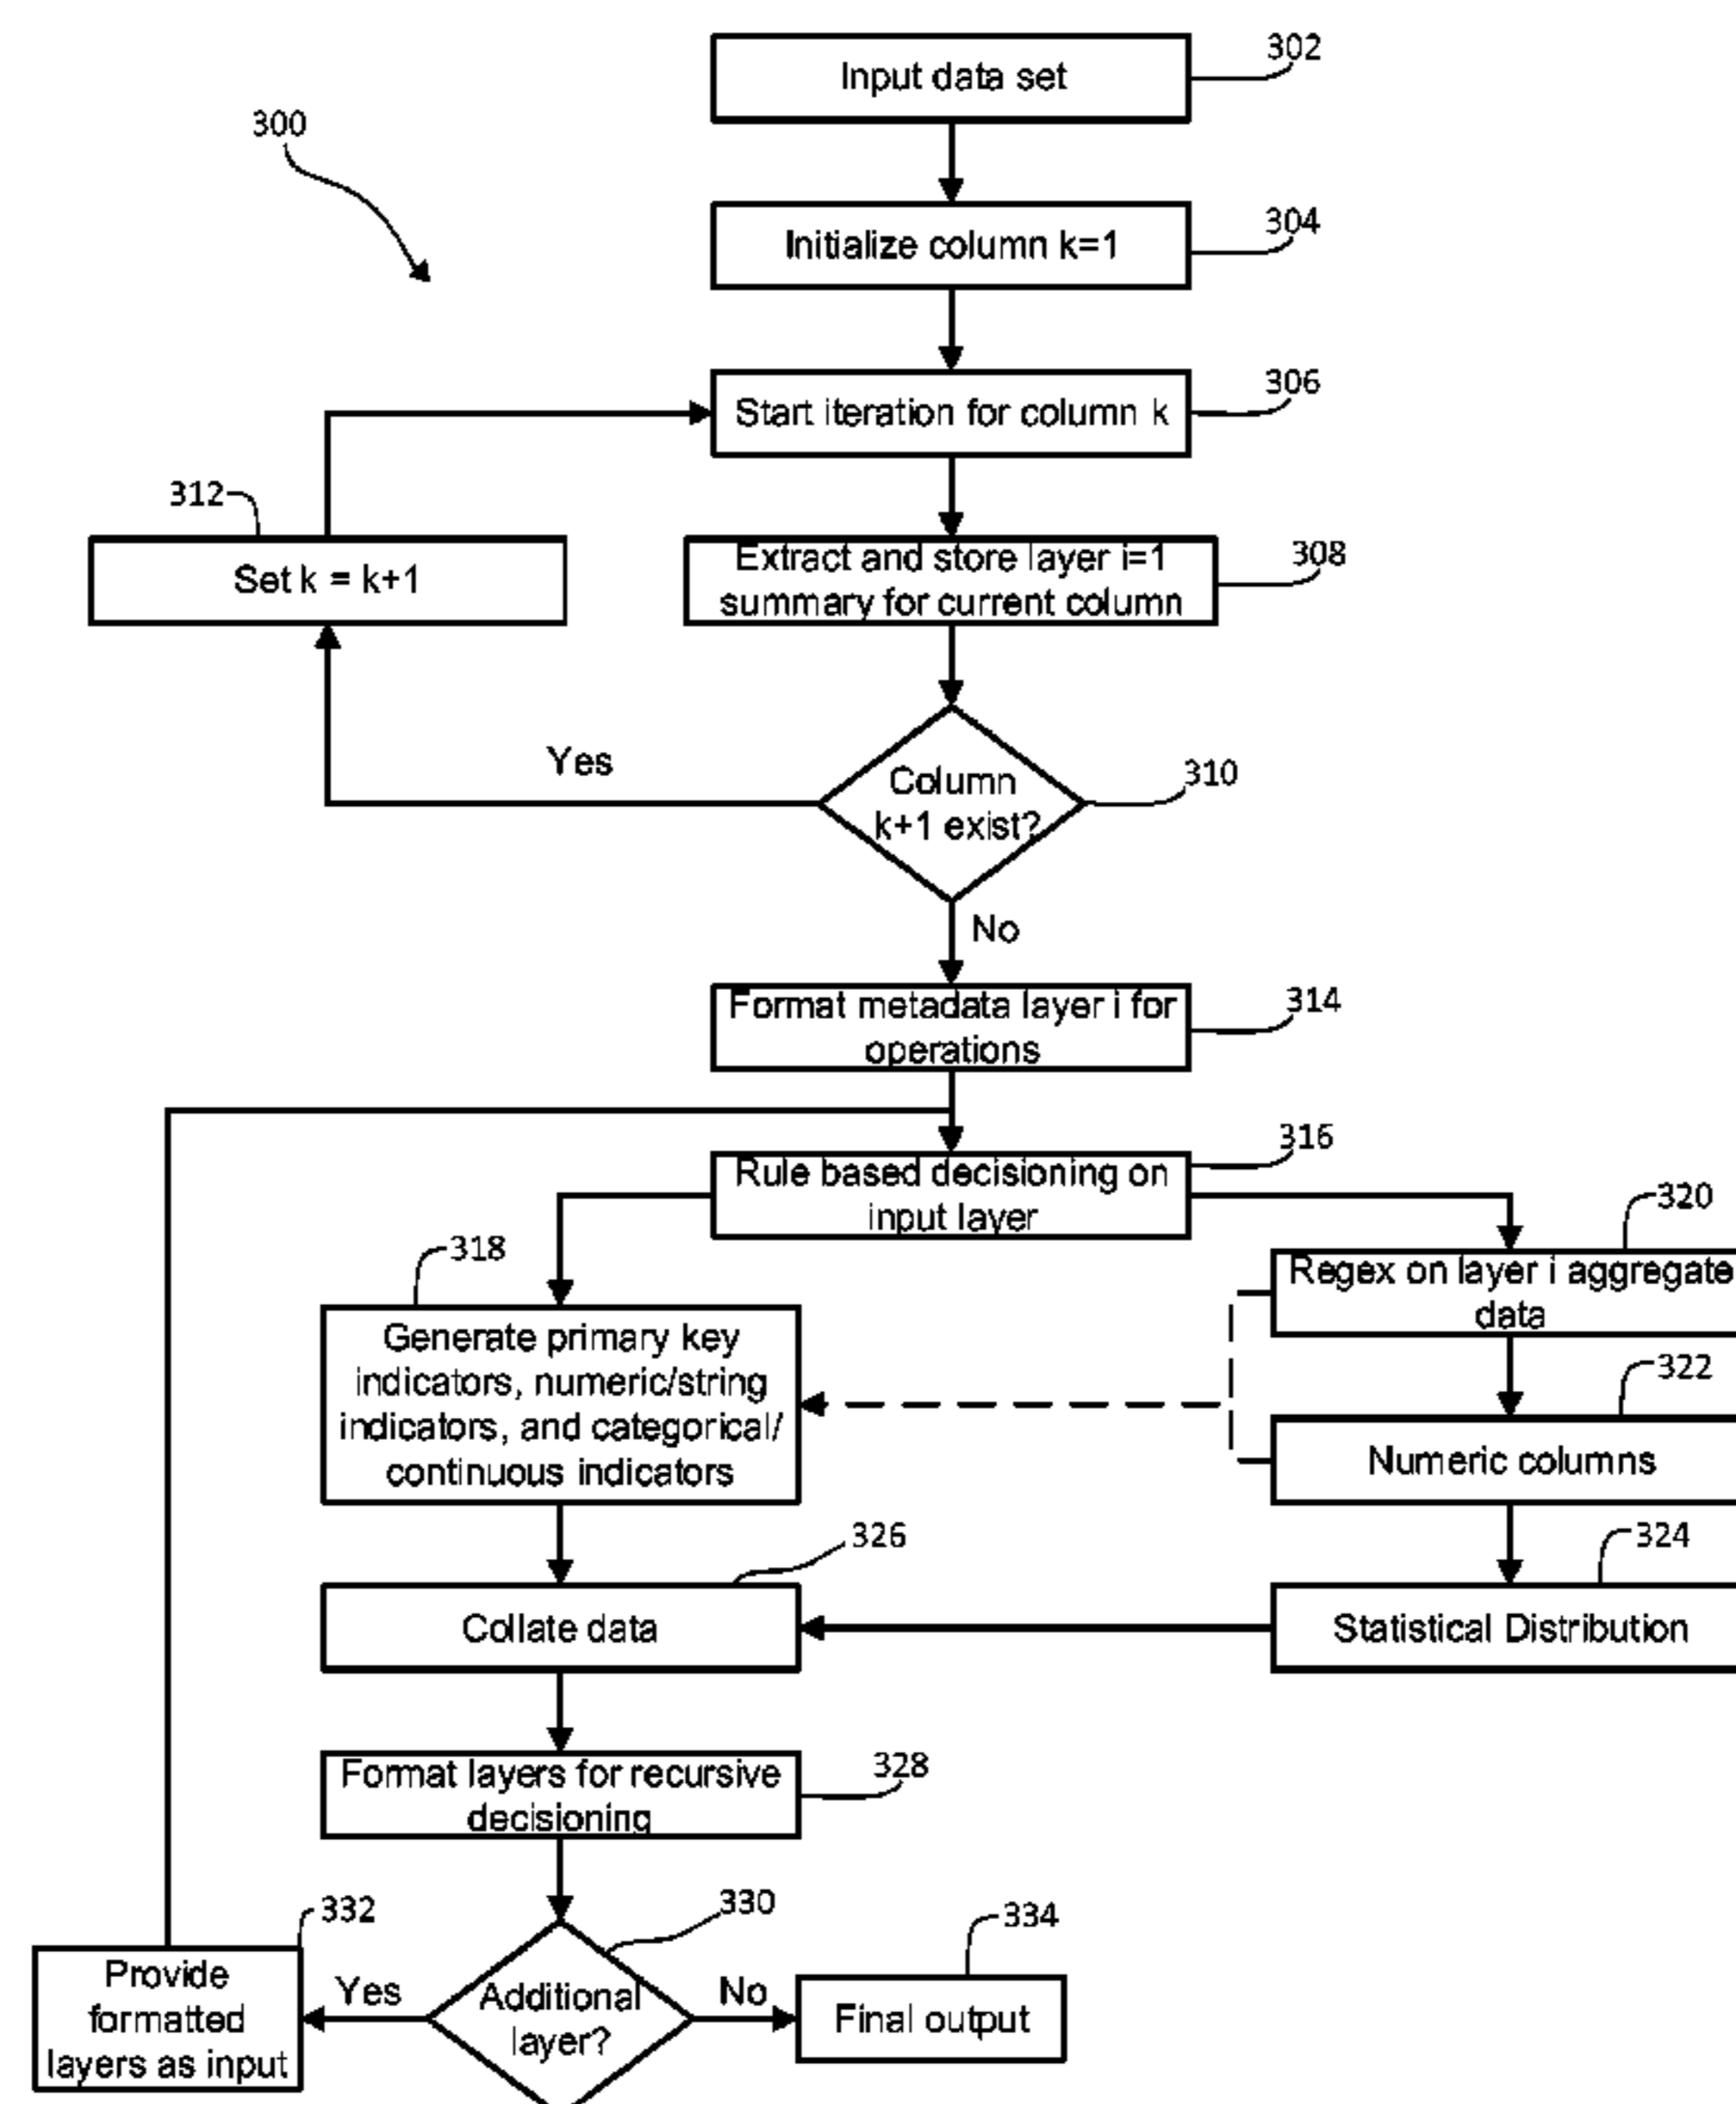 302
Input data set
300
304
Initialize column k=1
306
Start iteration for column k
312
Set k = k+1
308
Extract and store layer i=1
summary for current column
Yes
310
Column
k+1 exist?
No
314
Format metadata layer i for
operations
316
Rule based decisioning on
input layer
318
Generate primary key
indicators, numeric/string
indicators, and categorical/
continuous indicators
320
Regex on layer i aggregate
data
322
Numeric columns
326
Collate data
324
Statistical Distribution
328
Format layers for recursive
decisioning
332
Provide
formatted
layers as input
Yes
330
Additional
layer?
No
334
Final output